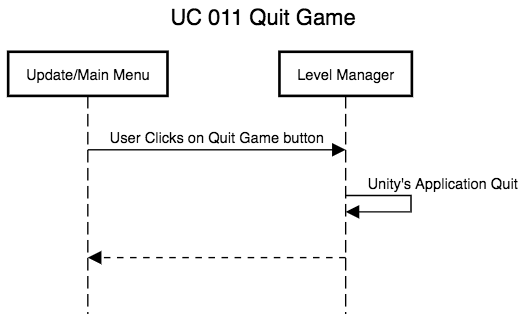 UC 011 Quit Game
Update/Main Menu
Level Manager
User Clicks on Quit Game button
Unity's Application Quit